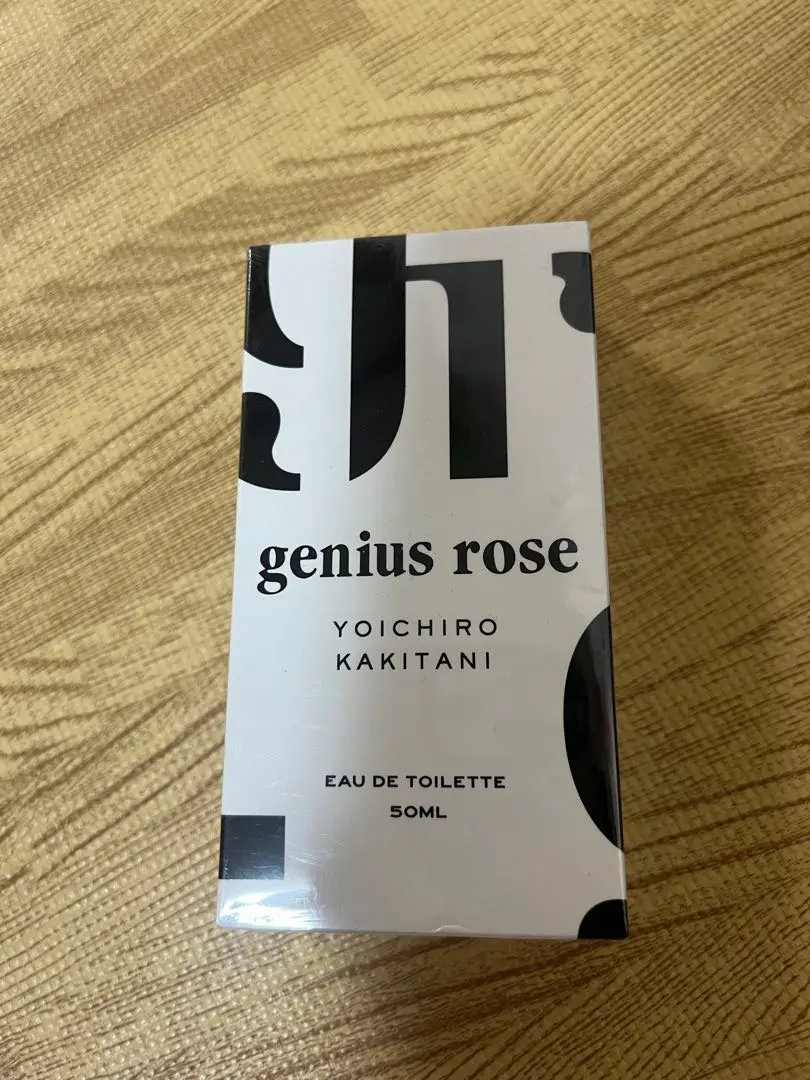 genius rose
YOICHIRO
KAKITANI
EAU DE TOILETTE
50ML